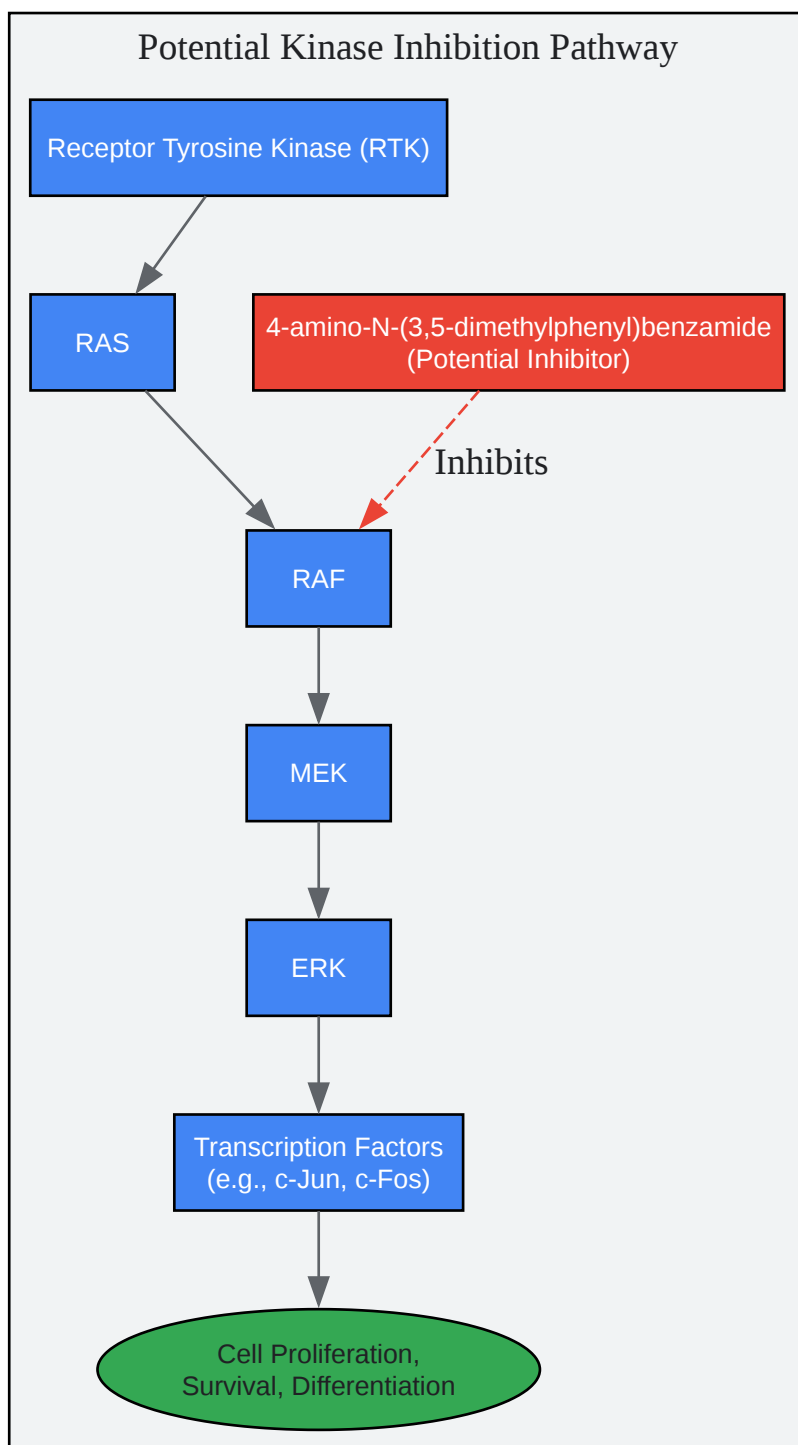 Potential Kinase Inhibition Pathway
Receptor Tyrosine Kinase (RTK)
RAS
4-amino-N-(3,5-dimethylphenyl)benzamide
(Potential Inhibitor)
Inhibits
RAF
MEK
ERK
Transcription Factors
(e.g., c-Jun, c-Fos)
Cell Proliferation,
Survival, Differentiation